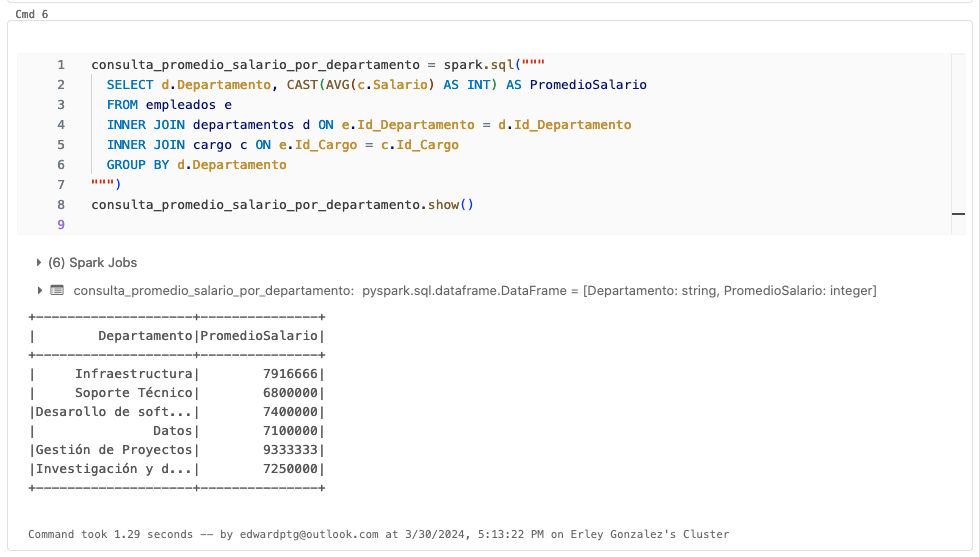 Cmd 6
1 consulta_promedio_salario_por_departamento = spark.sql("""
2 SELECT d.Departamento, CAST(AVG(c.Salario) AS INT) AS PromedioSalario
3 FROM empleados e
4 INNER JOIN departamentos d ON e.Id_Departamento = d.Id_Departamento
5 INNER JOIN cargo c ON e.Id_Cargo = c.Id_Cargo
6 GROUP BY d.Departamento
7 """)
8 consulta_promedio_salario_por_departamento.show()
9
(6) Spark Jobs
consulta_promedio_salario_por_departamento: pyspark.sql.dataframe.DataFrame = [Departamento: string, PromedioSalario: integer]
+--------------------+---------------+
|        Departamento|PromedioSalario|
+--------------------+---------------+
|     Infraestructura|        7916666|
|     Soporte Técnico|        6800000|
|Desarollo de soft...|        7400000|
|               Datos|        7100000|
|Gestión de Proyectos|        9333333|
|Investigación y d...|        7250000|
+--------------------+---------------+
Command took 1.29 seconds -- by edwardptg@outlook.com at 3/30/2024, 5:13:22 PM on Erley Gonzalez's Cluster